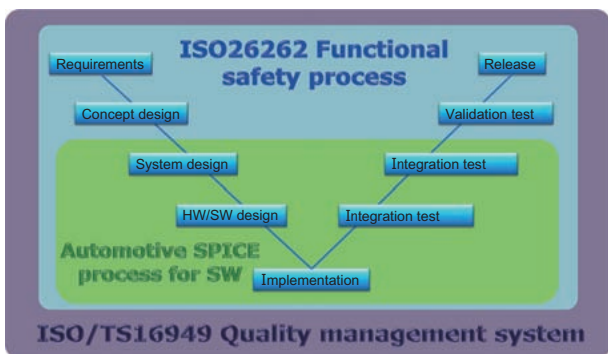 ISO26262 Functional
safety process
Requirements
Release
Concept design
Validation test
System design
Integration test
HW/SW design
Integration test
Automotive SPICE
process for SW
Implementation
ISO/TS16949 Quality management system